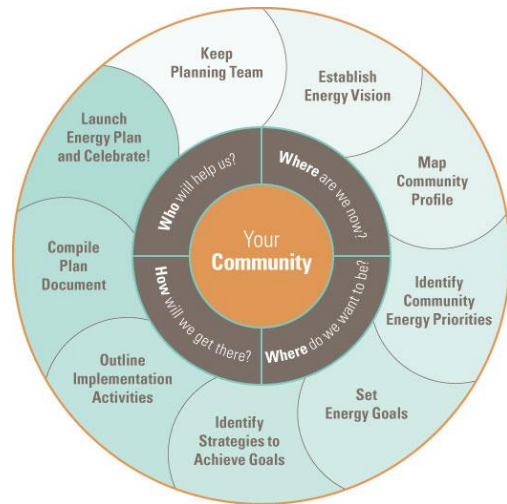 Keep
Planning Team
Establish
Energy Vision
Map
Community
Profile
Identify
Community
Energy Priorities
Set
Energy Goals
Identify
Strategies to
Achieve Goals
Outline
Implementation
Activities
Compile
Plan
Document
Launch
Energy Plan
and Celebrate!
Who will help us?
Where are we now?
Where do we want to be?
How will we get there?
Your
Community